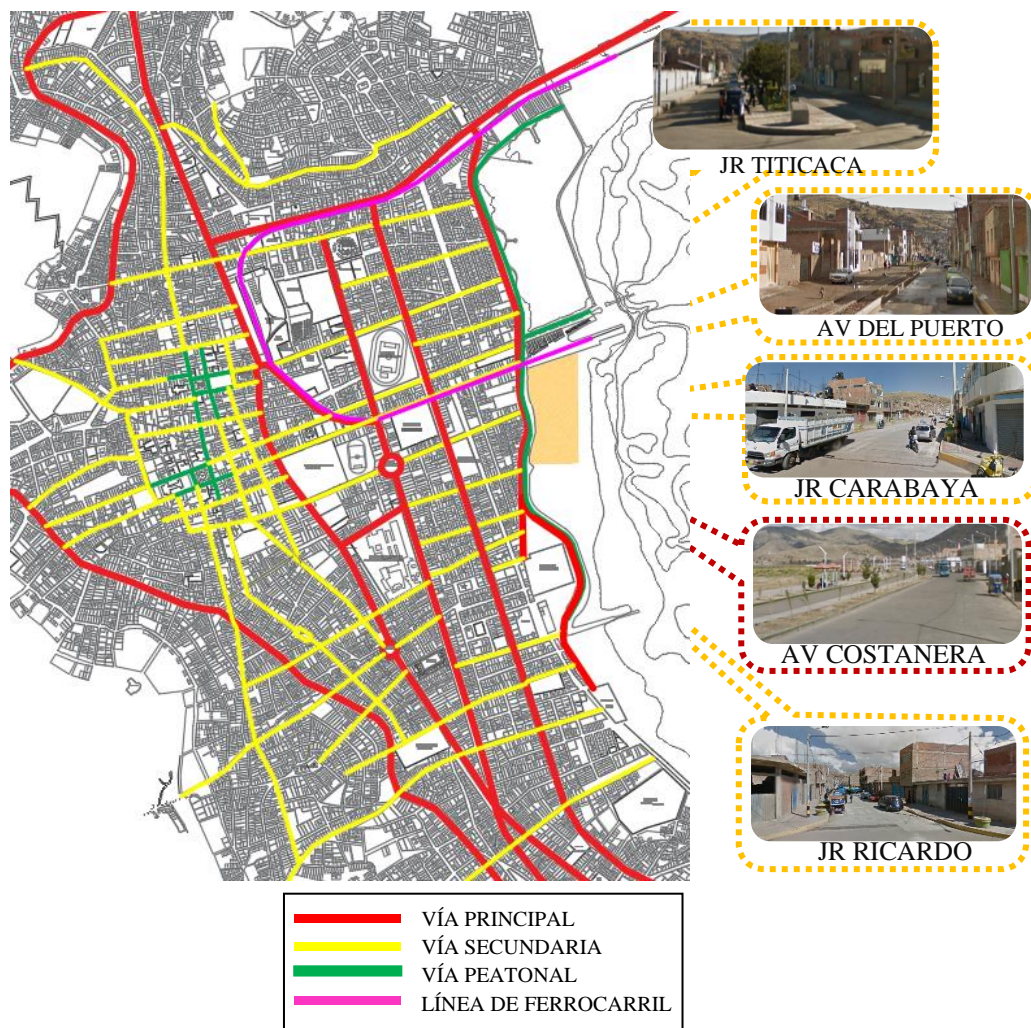 JR TITICACA
AV DEL PUERTO
JR CARABAYA
AV COSTANERA
JR RICARDO
VÍA PRINCIPAL
VÍA SECUNDARIA
VÍA PEATONAL
LÍNEA DE FERROCARRIL